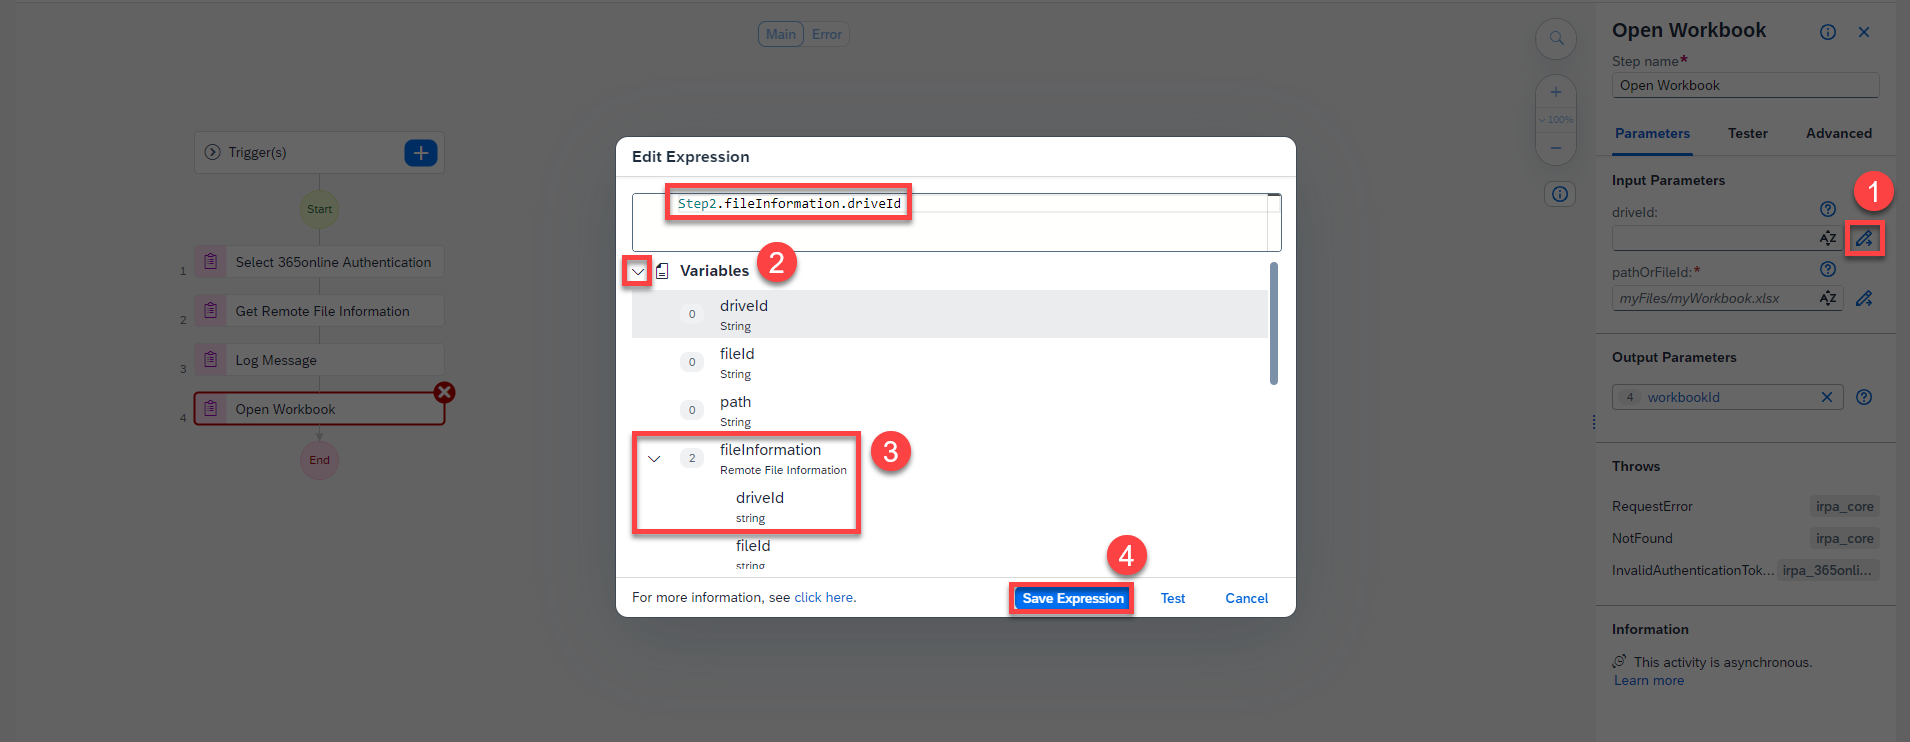 Main Error
Trigger(s)
Start
1 Select 365online Authentication
2 Get Remote File Information
3 Log Message
4 Open Workbook
End
Edit Expression
Step2.fileInformation.driveId
Variables
2
0 driveId
String
0 fileId
String
0 path
String
2 fileInformation
Remote File Information
3
driveId
string
fileId
string
4
For more information, see click here.
Save Expression Test Cancel
100%
Open Workbook
Step name*
Open Workbook
Parameters Tester Advanced
Input Parameters
1
driveId:
AZ
pathOrFileId:*
myFiles/myWorkbook.xlsx AZ
Output Parameters
4 workbookId
Throws
RequestError irpa_core
NotFound irpa_core
InvalidAuthenticationTok... irpa_365onli...
Information
This activity is asynchronous.
Learn more